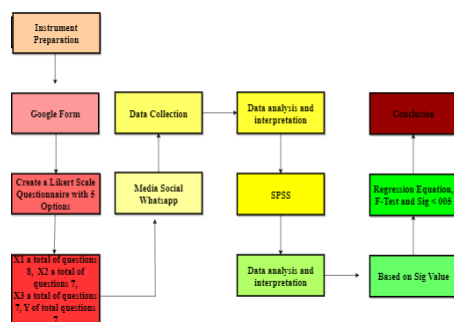 Instrument
Preparation
Google Form
Create a Likert Scale
Questionnaire with 5
Options
X1 a total of questions
8, X2 a total of
questions 7,
X3 a total of questions
7, Y of total questions
7
Media Social
Whatsapp
Data Collection
Data analysis and
interpretation
SPSS
Data analysis and
interpretation
Based on Sig Value
Regression Equation,
F-Test and Sig < 005
Conclusion